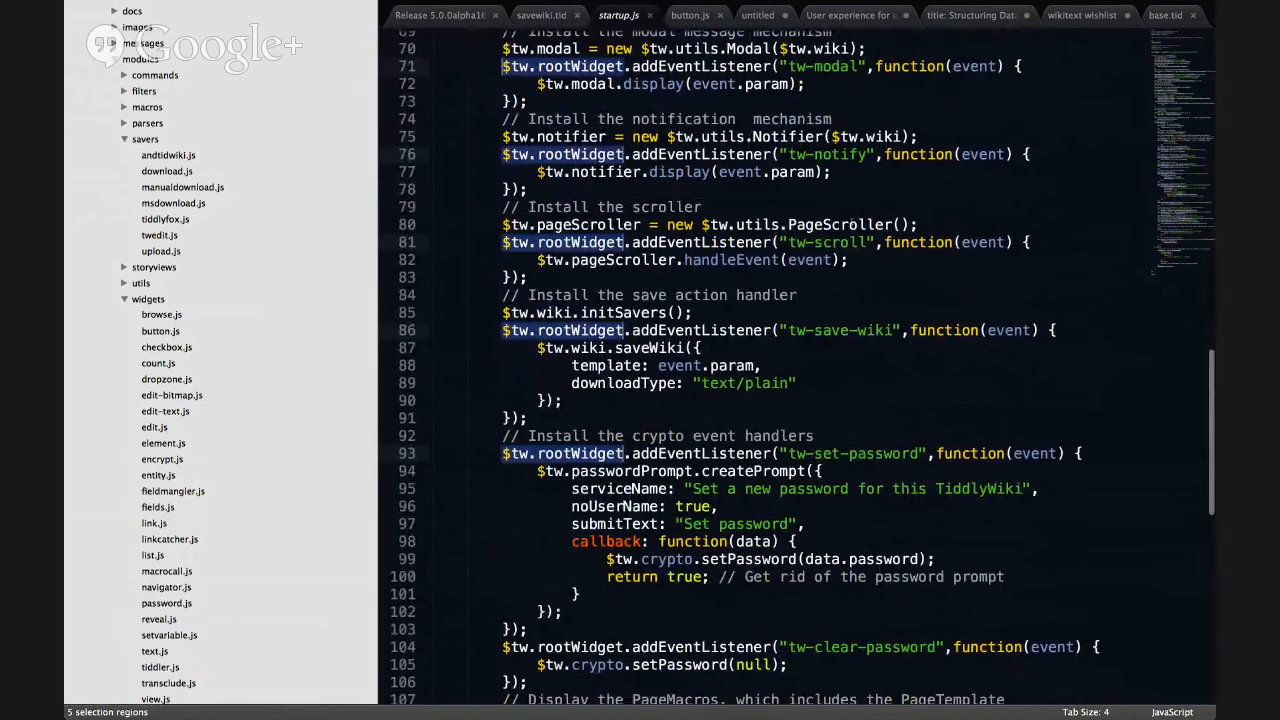 docs
images
messages
modules
commands
filters
macros
parsers
savers
andtidwiki.js
download.js
manualdownload.js
msdownload.js
tiddlyfox.js
twedit.js
upload.js
storyviews
utils
widgets
browse.js
button.js
checkbox.js
count.js
dropzone.js
edit-bitmap.js
edit-text.js
edit.js
element.js
encrypt.js
entity.js
fieldmangler.js
fields.js
link.js
linkcatcher.js
list.js
macrocall.js
navigator.js
password.js
reveal.js
setvariable.js
text.js
tiddler.js
transclude.js
view.js
Google+
Release 5.0.0alpha16 × savewiki.tid × startup.js × button.js × untitled User experience for u title: Structuring Data wikitext wishlist base.tid ×
69 // Install the modal message mechanism
70 $tw.modal = new $tw.utils.Modal($tw.wiki);
71 $tw.rootWidget.addEventListener("tw-modal",function(event) {
72 $tw.modal.display(event.param);
73 });
74 // Install the notification mechanism
75 $tw.notifier = new $tw.utils.Notifier($tw.wiki);
76 $tw.rootWidget.addEventListener("tw-notify",function(event) {
77 $tw.notifier.display(event.param);
78 });
79 // Install the scroller
80 $tw.pageScroller = new $tw.utils.PageScroller();
81 $tw.rootWidget.addEventListener("tw-scroll",function(event) {
82 $tw.pageScroller.handleEvent(event);
83 });
84 // Install the save action handler
85 $tw.wiki.initSavers();
86 $tw.rootWidget.addEventListener("tw-save-wiki",function(event) {
87 $tw.wiki.saveWiki({
88 template: event.param,
89 downloadType: "text/plain"
90 });
91 });
92 // Install the crypto event handlers
93 $tw.rootWidget.addEventListener("tw-set-password",function(event) {
94 $tw.passwordPrompt.createPrompt({
95 serviceName: "Set a new password for this TiddlyWiki",
96 noUserName: true,
97 submitText: "Set password",
98 callback: function(data) {
99 $tw.crypto.setPassword(data.password);
100 return true; // Get rid of the password prompt
101 }
102 });
103 });
104 $tw.rootWidget.addEventListener("tw-clear-password",function(event) {
105 $tw.crypto.setPassword(null);
106 });
107 // Display the PageMacros, which includes the PageTemplate
5 selection regions Tab Size: 4 JavaScript